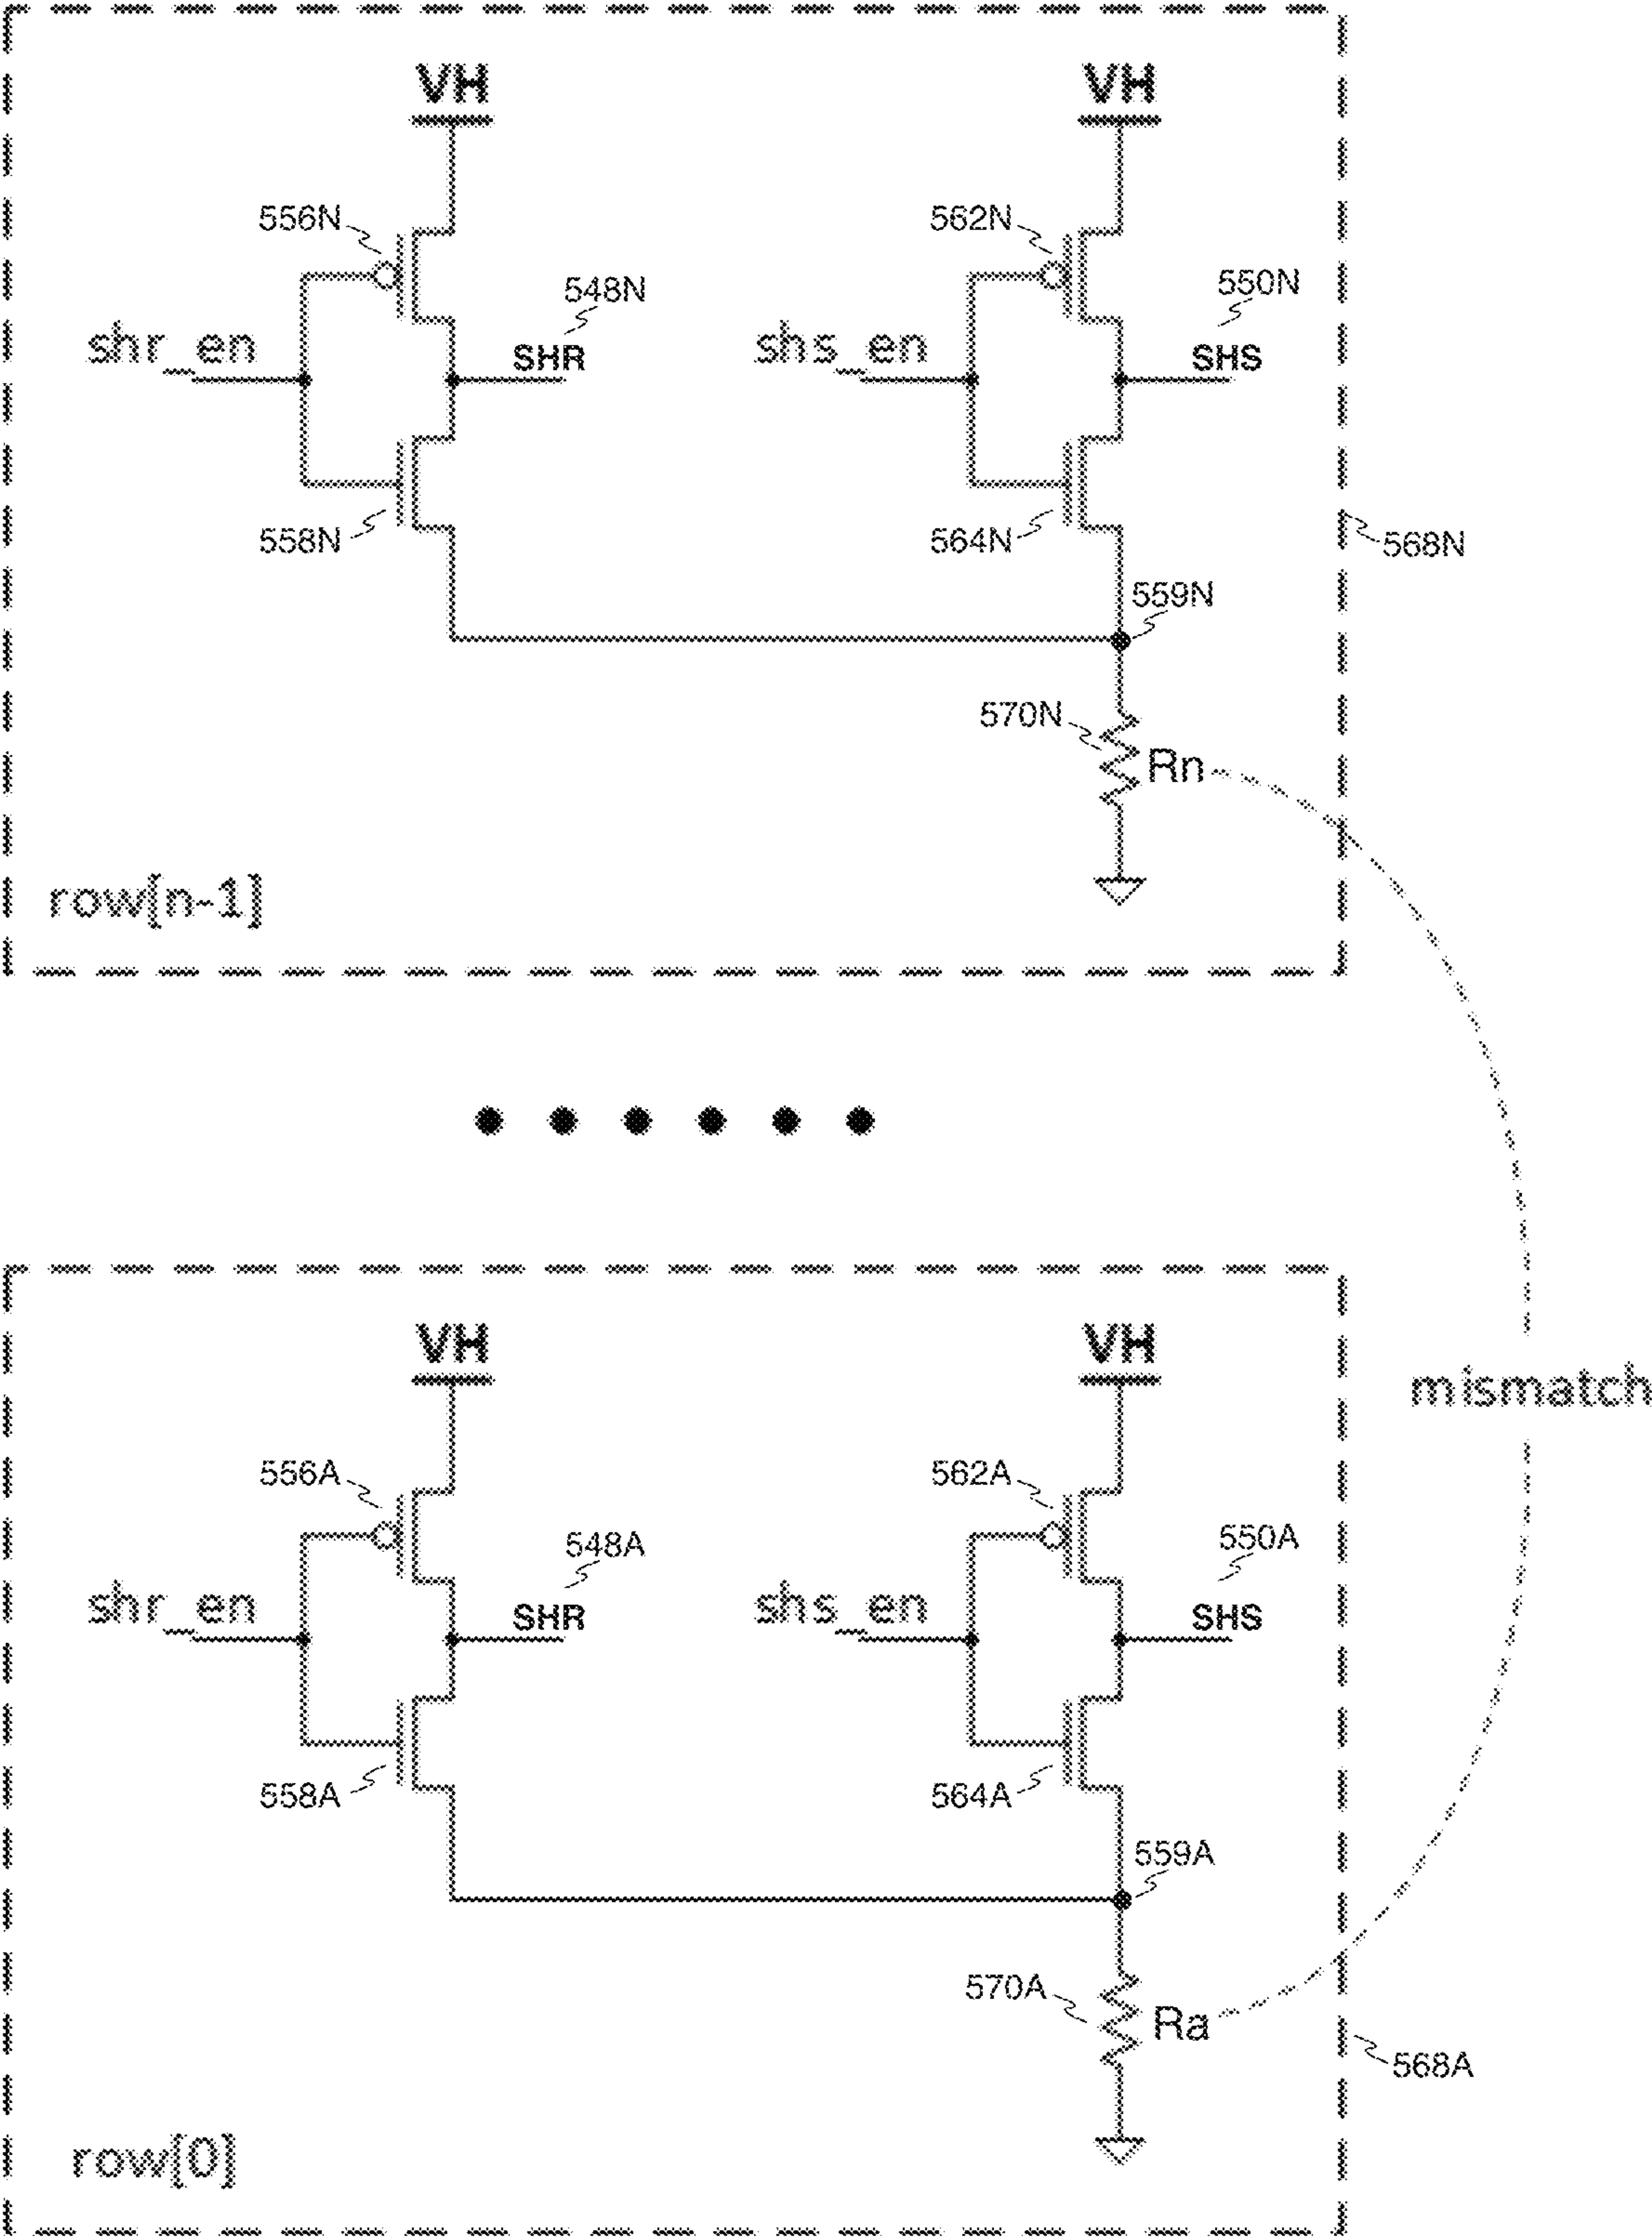 VH VH
556N 562N
548N 550N
shr_en SHR shs_en SHS
558N 564N 568N
559N
570N Rn
row[n-1]
VH VH
mismatch
556A 562A
548A 550A
shr_en SHR shs_en SHS
558A 564A
559A
570A Ra
568A
row[0]